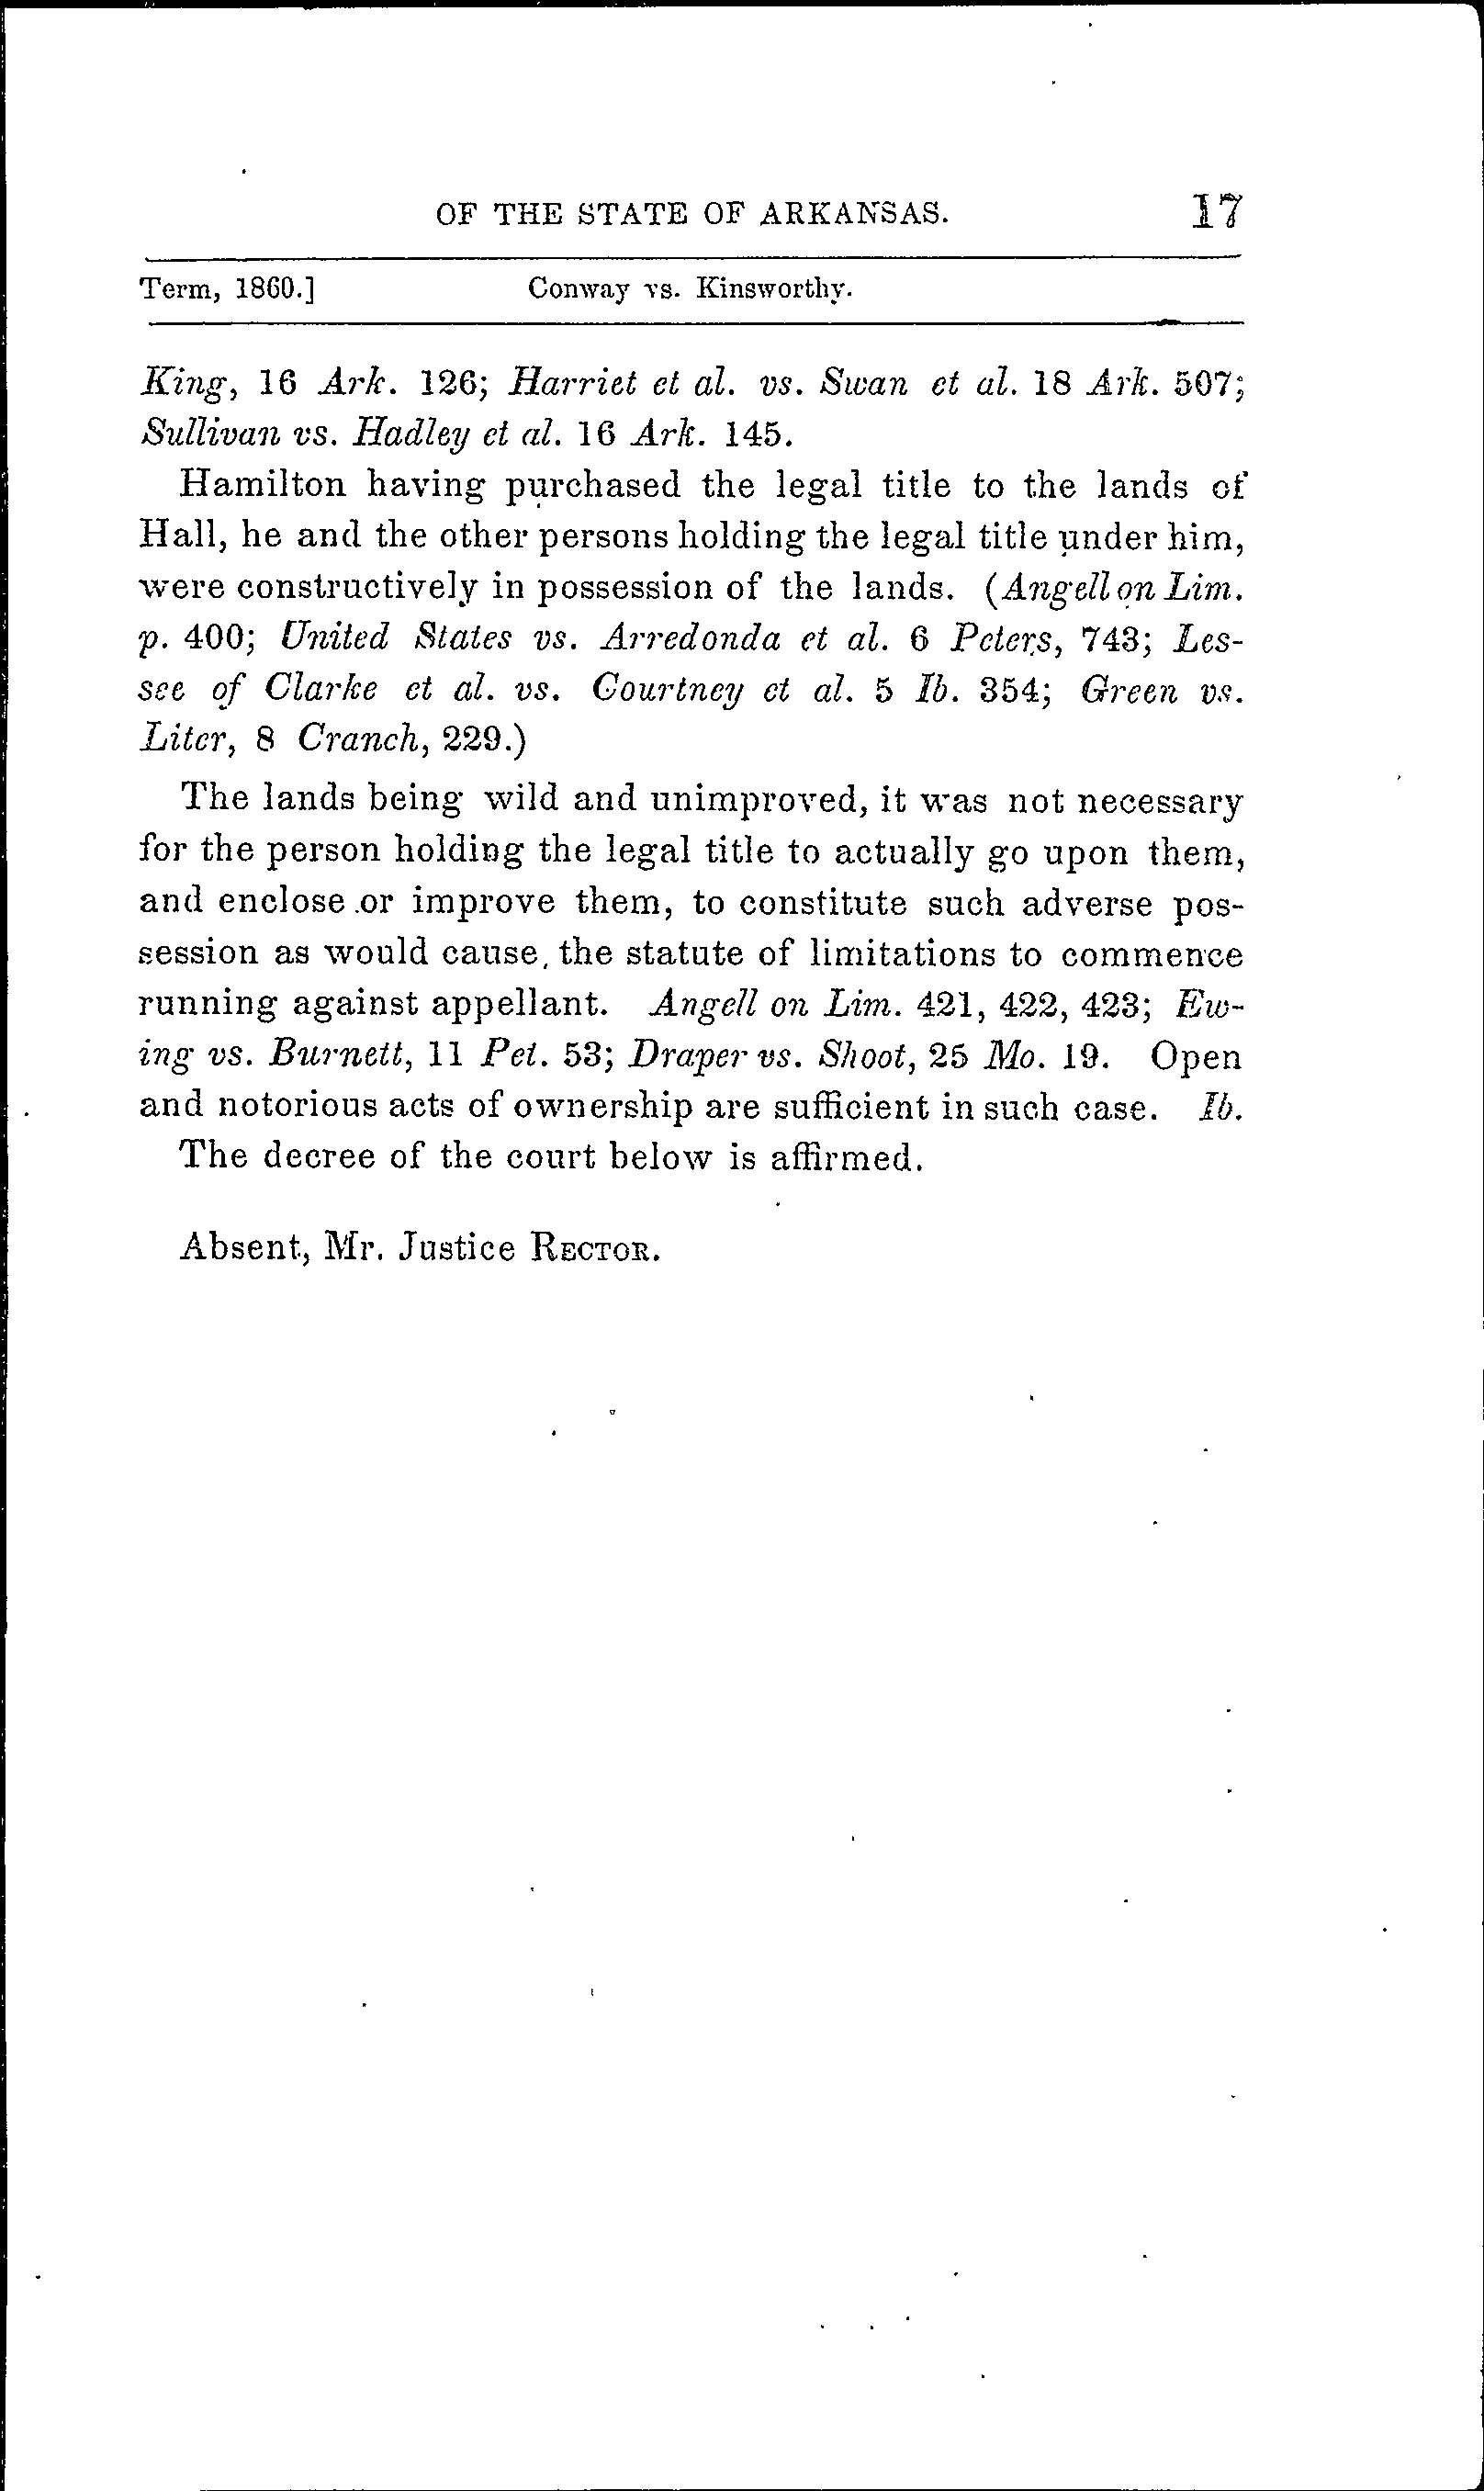 OF THE STATE OF ARKANSAS. 17
Term, 1860.] Conway vs. Kinsworthy.
King, 16 Ark. 126; Harriet et al. vs. Swan et al. 18 Ark. 507;
Sullivan vs. Hadley et al. 16 Ark. 145.
Hamilton having purchased the legal title to the lands of
Hall, he and the other persons holding the legal title under him,
were constructively in possession of the lands. (Angell on Lim.
p. 400; United States vs. Arredonda et al. 6 Peters, 743; Les-
see of Clarke et al. vs. Courtney et al. 5 Ib. 354; Green vs.
Liter, 8 Cranch, 229.)
The lands being wild and unimproved, it was not necessary
for the person holding the legal title to actually go upon them,
and enclose or improve them, to constitute such adverse pos-
session as would cause the statute of limitations to commence
running against appellant. Angell on Lim. 421, 422, 423; Ew-
ing vs. Burnett, 11 Pet. 53; Draper vs. Shoot, 25 Mo. 19. Open
and notorious acts of ownership are sufficient in such case. Ib.
The decree of the court below is affirmed.
Absent, Mr. Justice RECTOR.